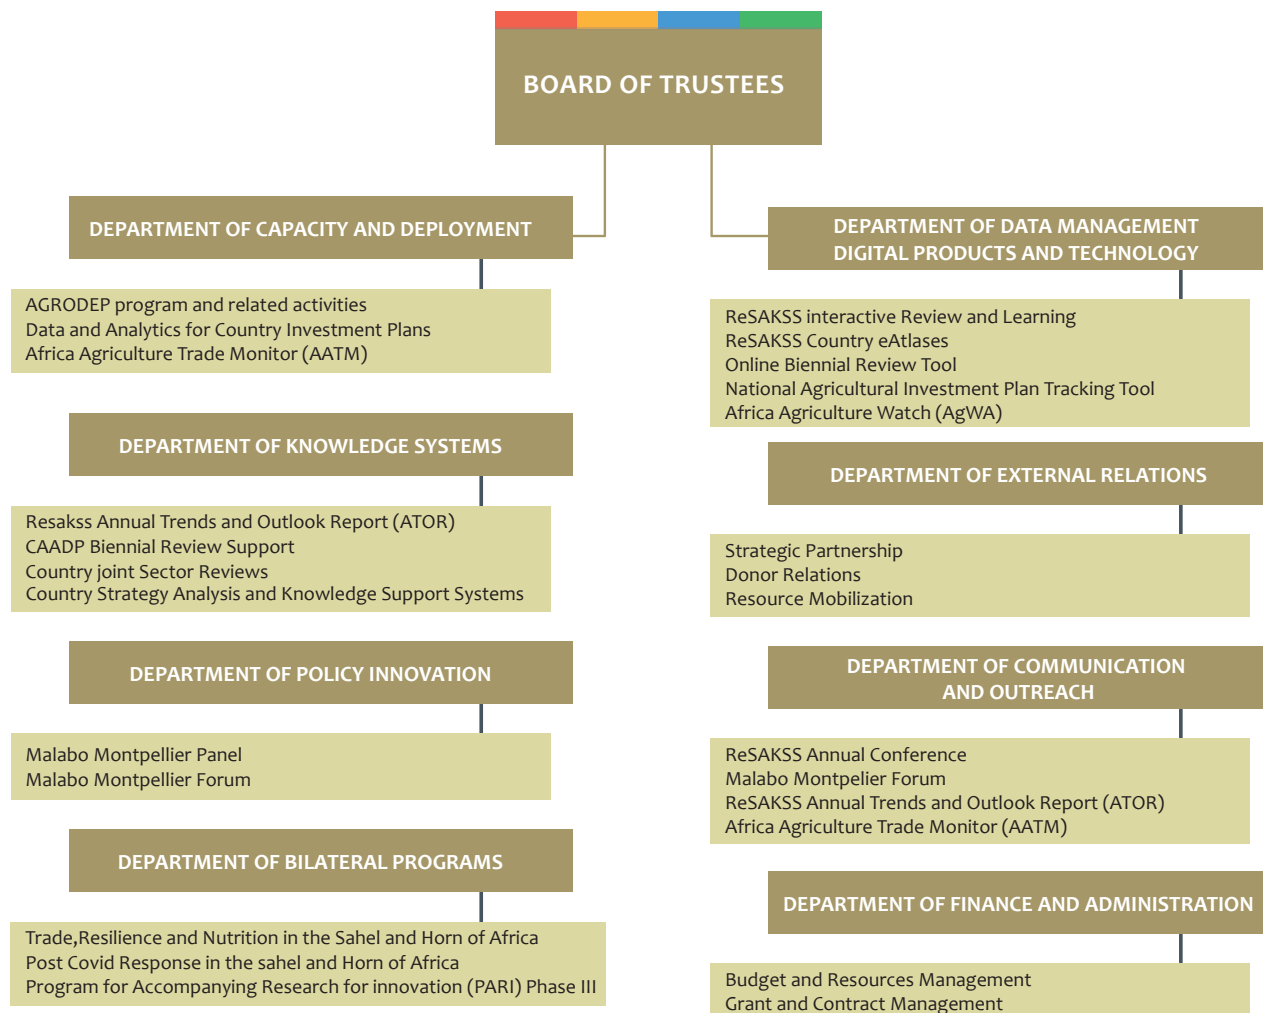 BOARD OF TRUSTEES
DEPARTMENT OF CAPACITY AND DEPLOYMENT
AGRODEP program and related activities
Data and Analytics for Country Investment Plans
Africa Agriculture Trade Monitor (AATM)
DEPARTMENT OF KNOWLEDGE SYSTEMS
Resakss Annual Trends and Outlook Report (ATOR)
CAADP Biennial Review Support
Country joint Sector Reviews
Country Strategy Analysis and Knowledge Support Systems
DEPARTMENT OF POLICY INNOVATION
Malabo Montpellier Panel
Malabo Montpellier Forum
DEPARTMENT OF BILATERAL PROGRAMS
Trade,Resilience and Nutrition in the Sahel and Horn of Africa
Post Covid Response in the sahel and Horn of Africa
Program for Accompanying Research for innovation (PARI) Phase III
DEPARTMENT OF DATA MANAGEMENT
DIGITAL PRODUCTS AND TECHNOLOGY
ReSAKSS interactive Review and Learning
ReSAKSS Country eAtlases
Online Biennial Review Tool
National Agricultural Investment Plan Tracking Tool
Africa Agriculture Watch (AgWA)
DEPARTMENT OF EXTERNAL RELATIONS
Strategic Partnership
Donor Relations
Resource Mobilization
DEPARTMENT OF COMMUNICATION
AND OUTREACH
ReSAKSS Annual Conference
Malabo Montpelier Forum
ReSAKSS Annual Trends and Outlook Report (ATOR)
Africa Agriculture Trade Monitor (AATM)
DEPARTMENT OF FINANCE AND ADMINISTRATION
Budget and Resources Management
Grant and Contract Management